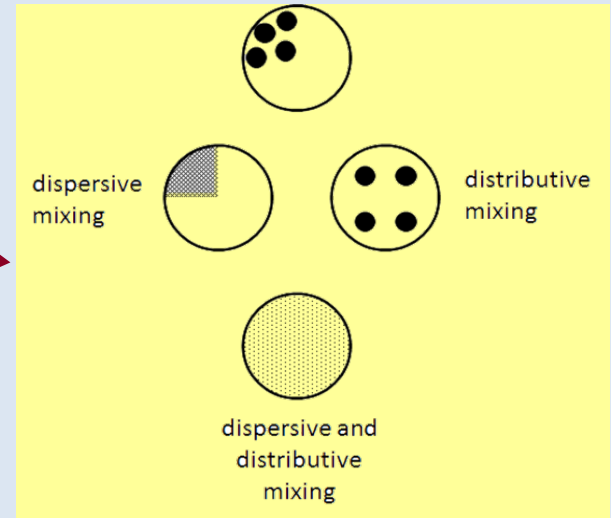 dispersive
mixing
distributive
mixing
dispersive and
distributive
mixing